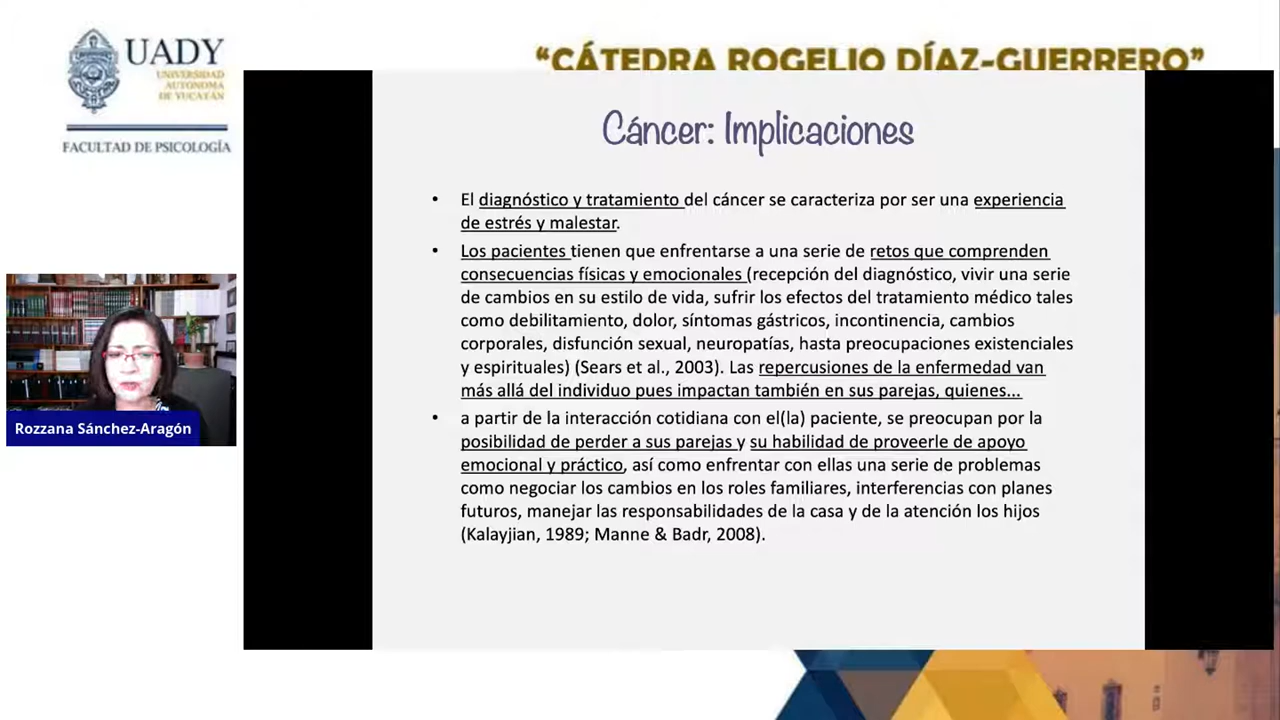 UADY
UNIVERSIDAD
AUTÓNOMA
DE YUCATÁN
FACULTAD DE PSICOLOGÍA
“CÁTEDRA ROGELIO DÍAZ-GUERRERO”
Cáncer: Implicaciones
• El diagnóstico y tratamiento del cáncer se caracteriza por ser una experiencia
de estrés y malestar.
• Los pacientes tienen que enfrentarse a una serie de retos que comprenden
consecuencias físicas y emocionales (recepción del diagnóstico, vivir una serie
de cambios en su estilo de vida, sufrir los efectos del tratamiento médico tales
como debilitamiento, dolor, síntomas gástricos, incontinencia, cambios
corporales, disfunción sexual, neuropatías, hasta preocupaciones existenciales
y espirituales) (Sears et al., 2003). Las repercusiones de la enfermedad van
más allá del individuo pues impactan también en sus parejas, quienes...
• a partir de la interacción cotidiana con el(la) paciente, se preocupan por la
posibilidad de perder a sus parejas y su habilidad de proveerle de apoyo
emocional y práctico, así como enfrentar con ellas una serie de problemas
como negociar los cambios en los roles familiares, interferencias con planes
futuros, manejar las responsabilidades de la casa y de la atención los hijos
(Kalayjian, 1989; Manne & Badr, 2008).
Rozzana Sánchez-Aragón